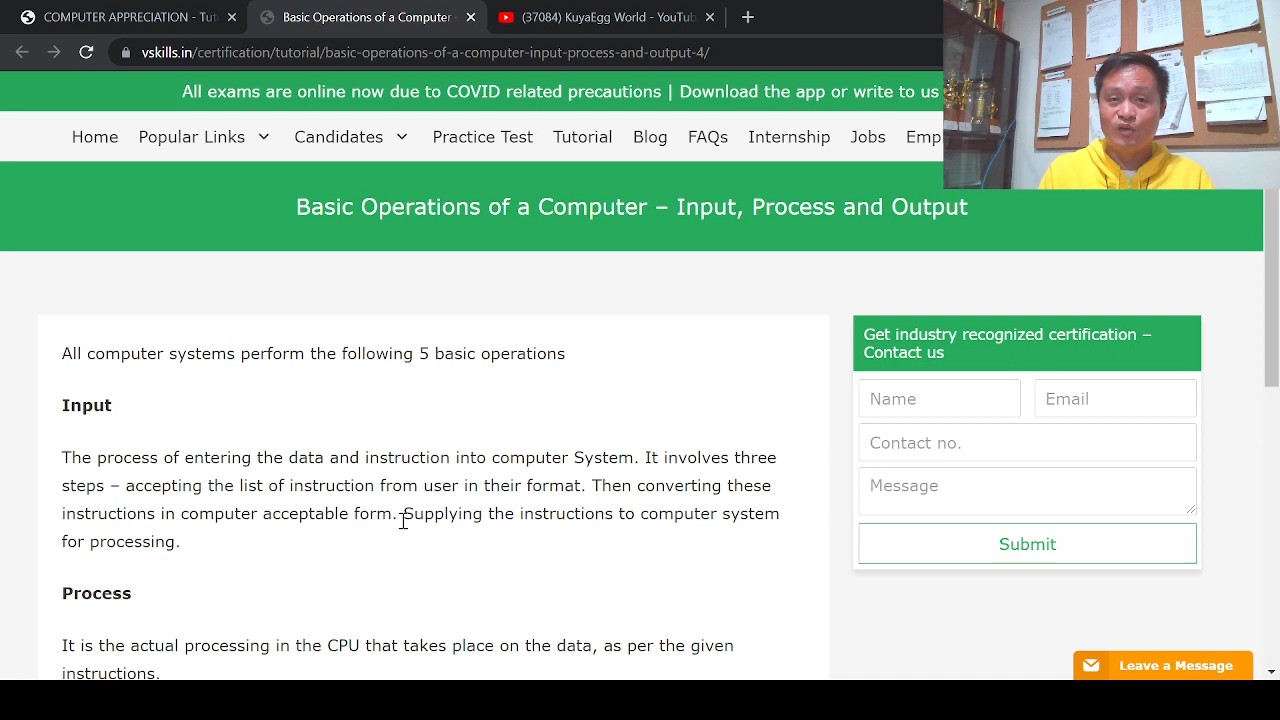 COMPUTER APPRECIATION - Tut
Basic Operations of a Computer -
(37084) KuyaEgg World - YouTub
vskills.in/certification/tutorial/basic-operations-of-a-computer-input-process-and-output-4/
All exams are online now due to COVID related precautions | Download the app or write to us
Home Popular Links Candidates Practice Test Tutorial Blog FAQs Internship Jobs Emp
Basic Operations of a Computer – Input, Process and Output
All computer systems perform the following 5 basic operations
Input
The process of entering the data and instruction into computer System. It involves three
steps – accepting the list of instruction from user in their format. Then converting these
instructions in computer acceptable form. Supplying the instructions to computer system
for processing.
Process
It is the actual processing in the CPU that takes place on the data, as per the given
instructions.
Get industry recognized certification –
Contact us
Name Email
Contact no.
Message
Submit
Leave a Message